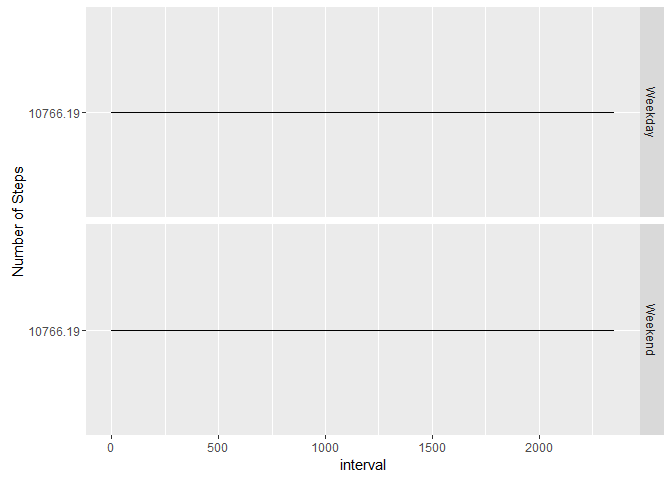 Number of Steps
10766.19
Weekday
10766.19
Weekend
0 500 1000 1500 2000
interval